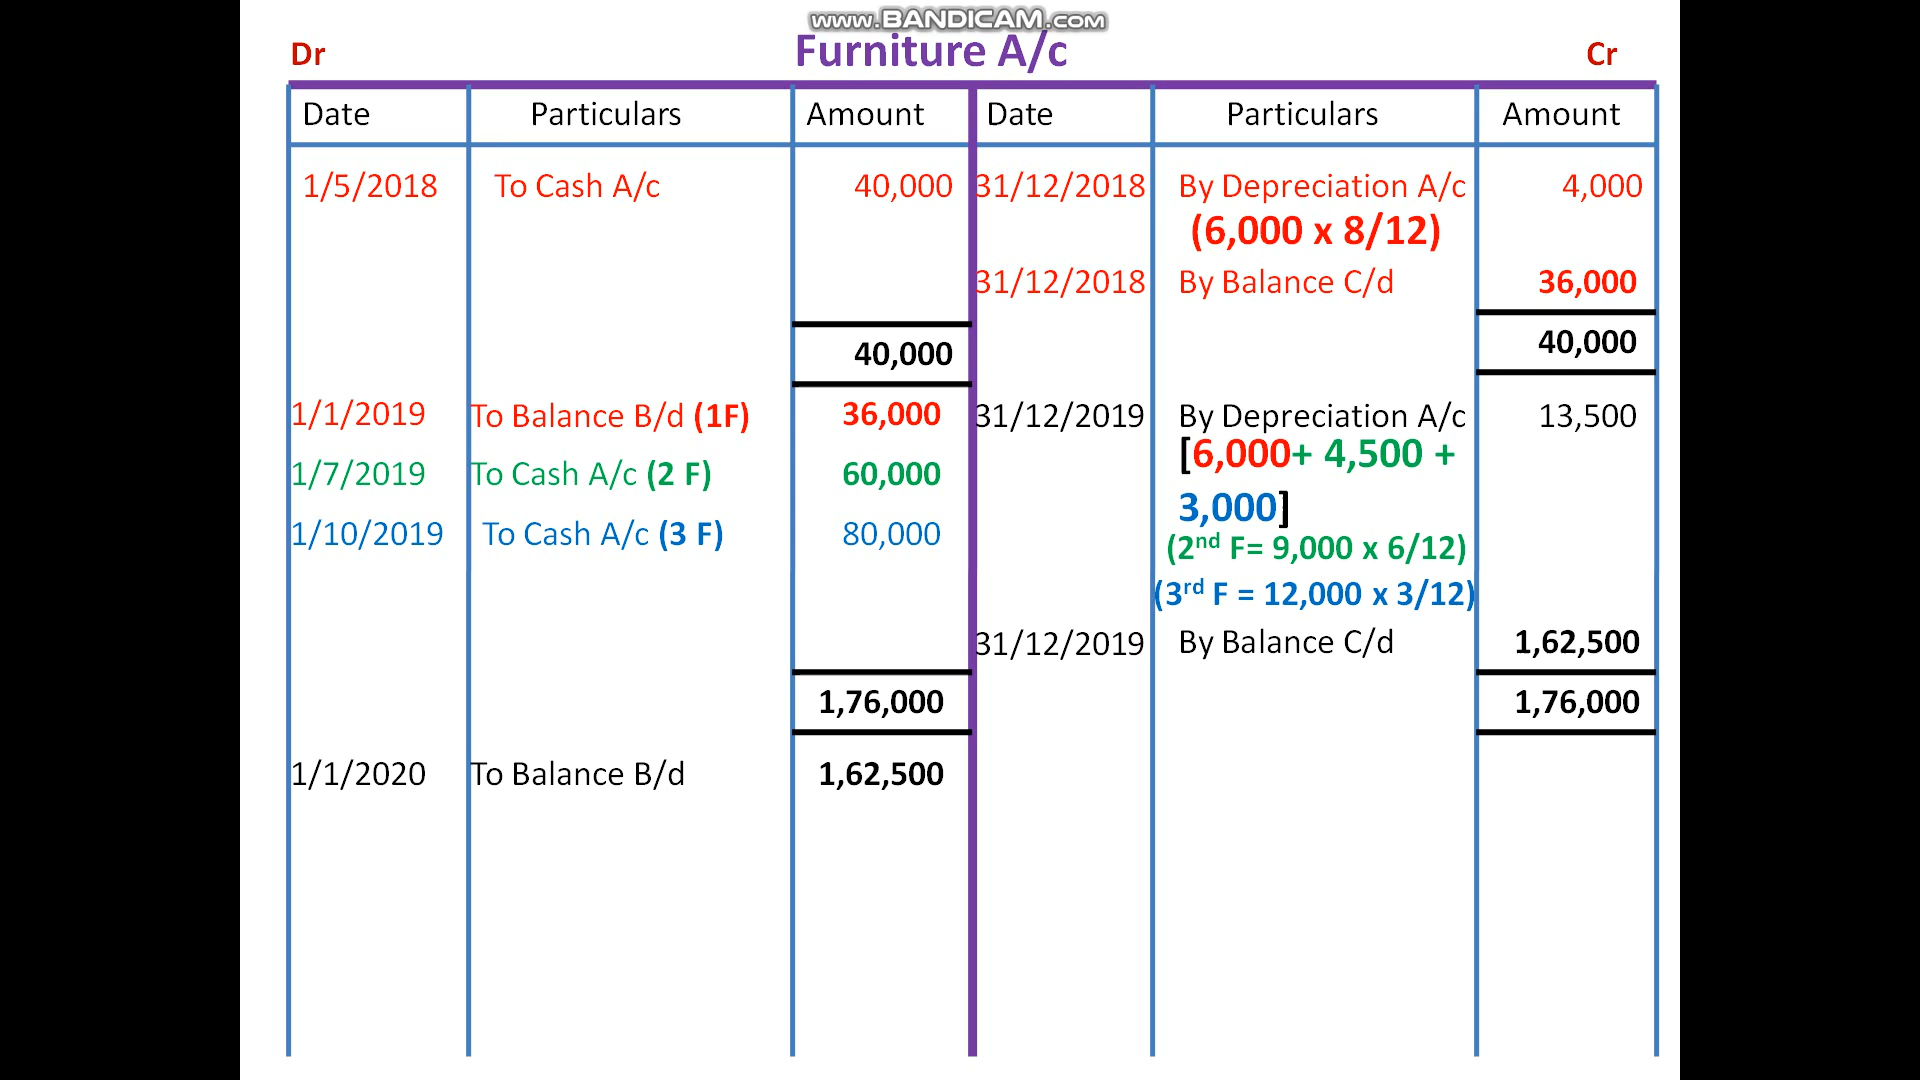 www.BANDICAM.com
Dr Furniture A/c Cr
Date Particulars Amount Date Particulars Amount
1/5/2018 To Cash A/c 40,000 31/12/2018 By Depreciation A/c 4,000
(6,000 x 8/12)
31/12/2018 By Balance C/d 36,000
40,000 40,000
1/1/2019 To Balance B/d (1F) 36,000 31/12/2019 By Depreciation A/c 13,500
[6,000+ 4,500 +
1/7/2019 To Cash A/c (2 F) 60,000
3,000]
1/10/2019 To Cash A/c (3 F) 80,000
(2nd F= 9,000 x 6/12)
(3rd F = 12,000 x 3/12)
31/12/2019 By Balance C/d 1,62,500
1,76,000 1,76,000
1/1/2020 To Balance B/d 1,62,500